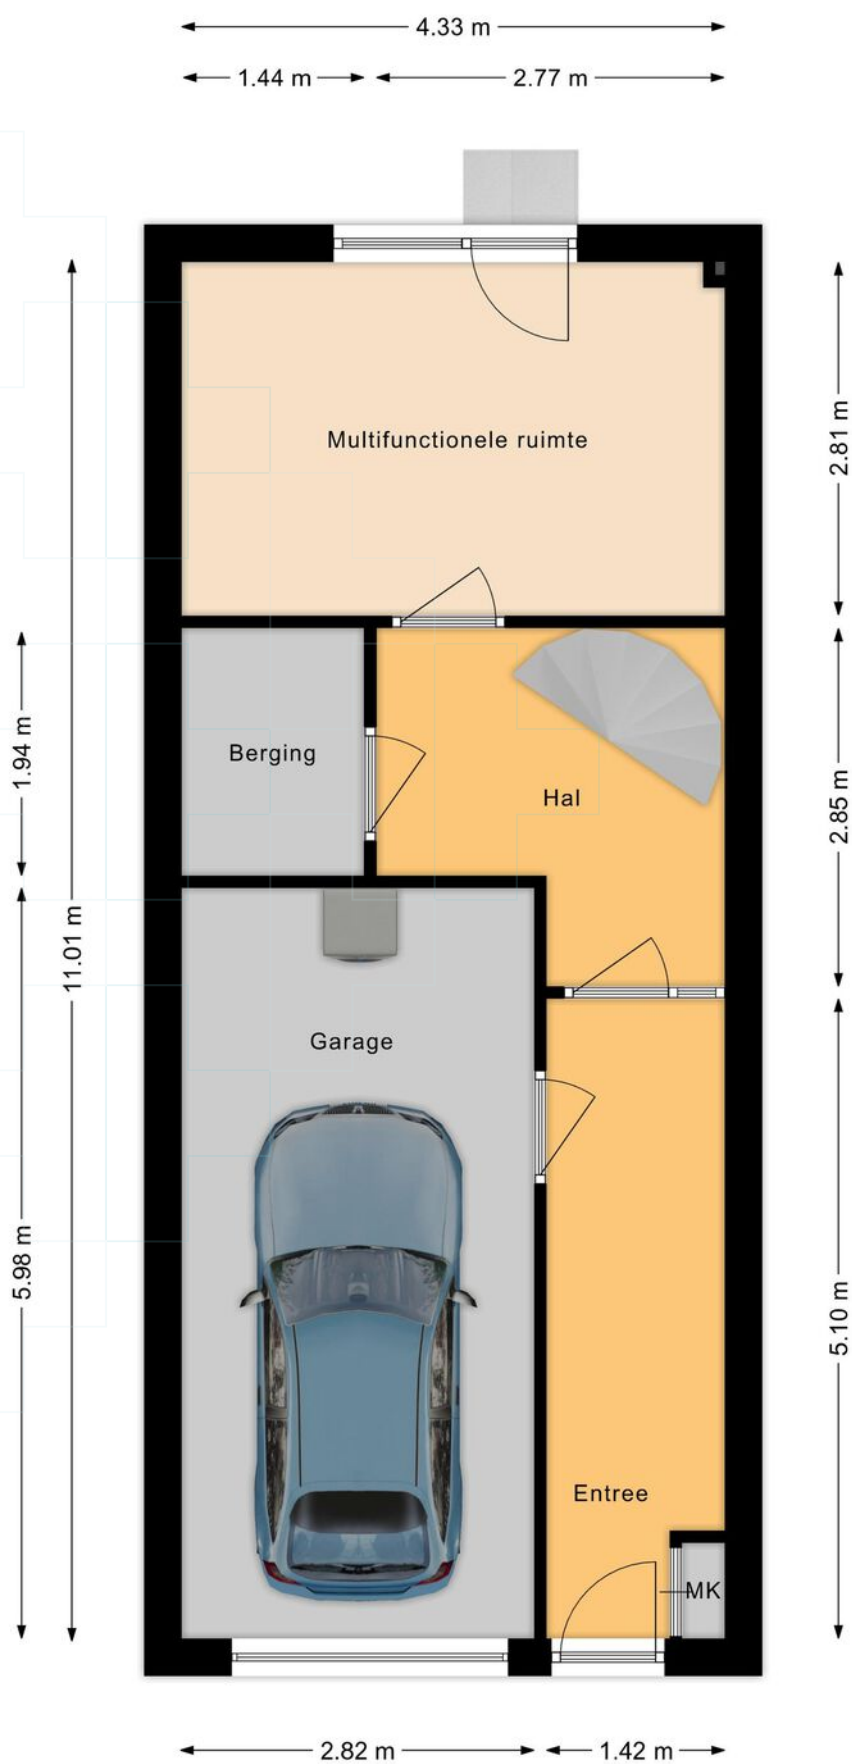 4.33 m
1.44 m
2.77 m
Multifunctionele ruimte
2.81 m
1.94 m
Berging
Hal
2.85 m
11.01 m
Garage
5.98 m
5.10 m
Entree
MK
2.82 m
1.42 m